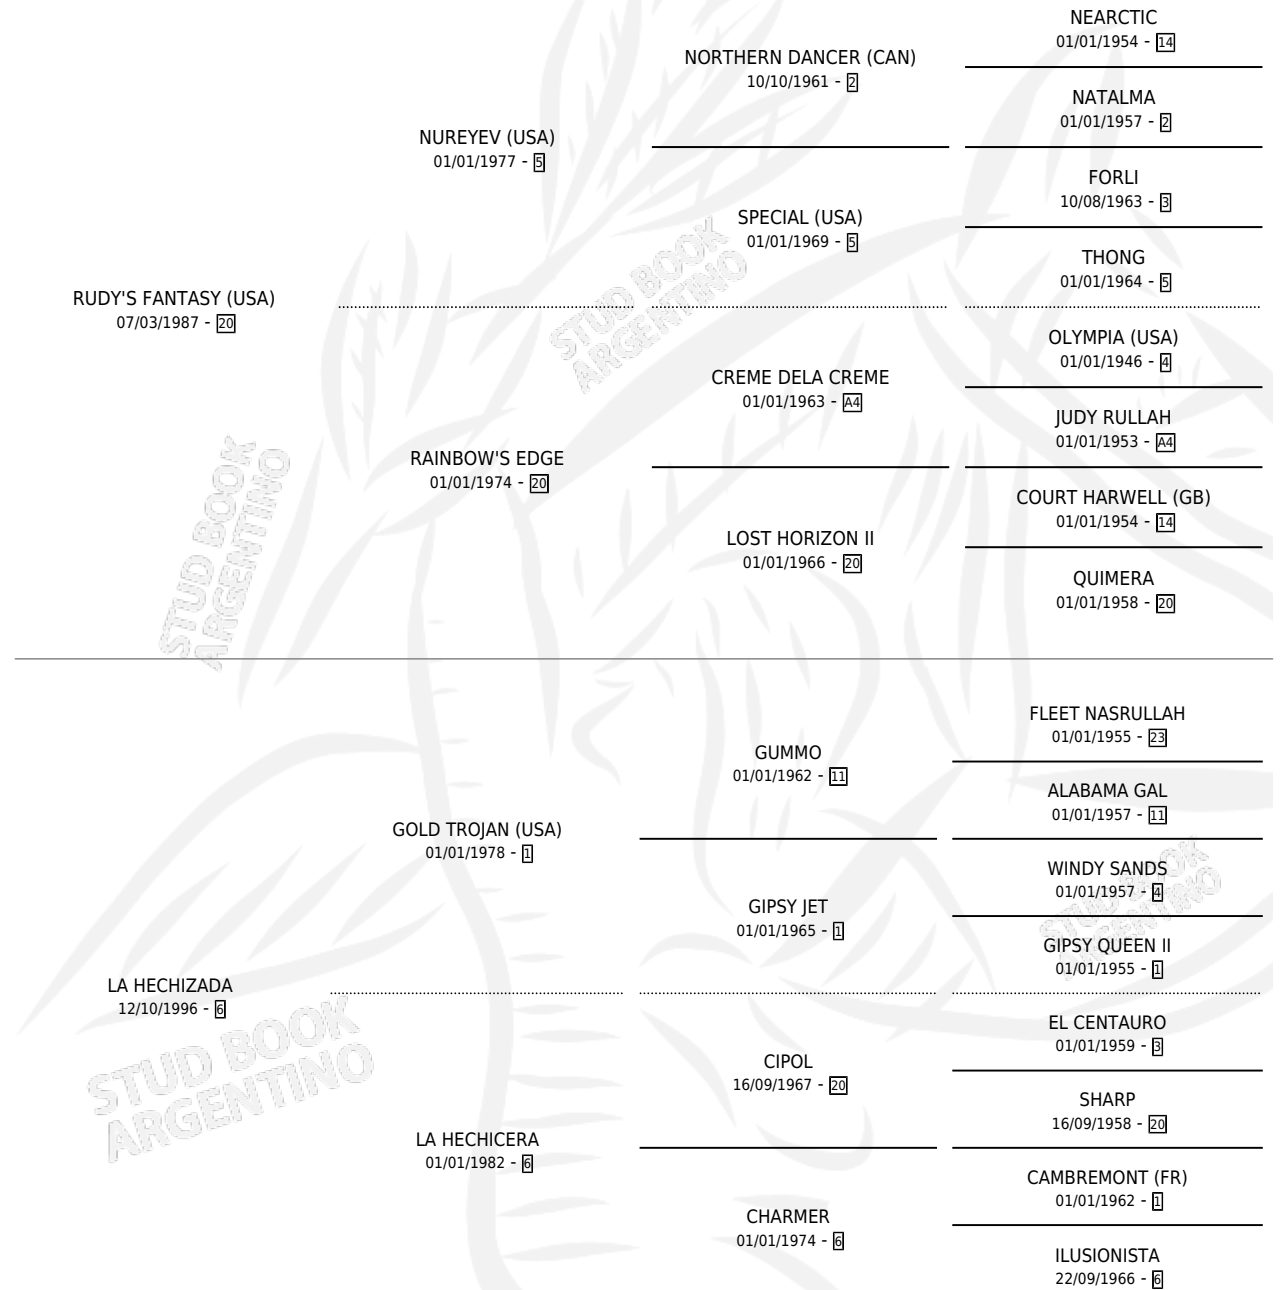 NEARCTIC
01/01/1954 - 14
NORTHERN DANCER (CAN)
10/10/1961 - 2
NATALMA
01/01/1957 - 2
NUREYEV (USA)
01/01/1977 - 5
FORLI
10/08/1963 - 3
SPECIAL (USA)
01/01/1969 - 5
THONG
01/01/1964 - 5
RUDY'S FANTASY (USA)
07/03/1987 - 20
OLYMPIA (USA)
01/01/1946 - 4
CREME DELA CREME
01/01/1963 - A4
JUDY RULLAH
01/01/1953 - A4
RAINBOW'S EDGE
01/01/1974 - 20
COURT HARWELL (GB)
01/01/1954 - 14
LOST HORIZON II
01/01/1966 - 20
QUIMERA
01/01/1958 - 20
STUD BOOK
ARGENTINO
STUD BOOK
ARGENTINO
FLEET NASRULLAH
01/01/1955 - 23
GUMMO
01/01/1962 - 11
ALABAMA GAL
01/01/1957 - 11
GOLD TROJAN (USA)
01/01/1978 - 1
WINDY SANDS
01/01/1957 - 4
GIPSY JET
01/01/1965 - 1
GIPSY QUEEN II
01/01/1955 - 1
STUD BOOK
ARGENTINO
LA HECHIZADA
12/10/1996 - 6
EL CENTAURO
01/01/1959 - 3
CIPOL
16/09/1967 - 20
SHARP
16/09/1958 - 20
LA HECHICERA
01/01/1982 - 6
CAMBREMONT (FR)
01/01/1962 - 1
CHARMER
01/01/1974 - 6
ILUSIONISTA
22/09/1966 - 6
STUD BOOK
ARGENTINO